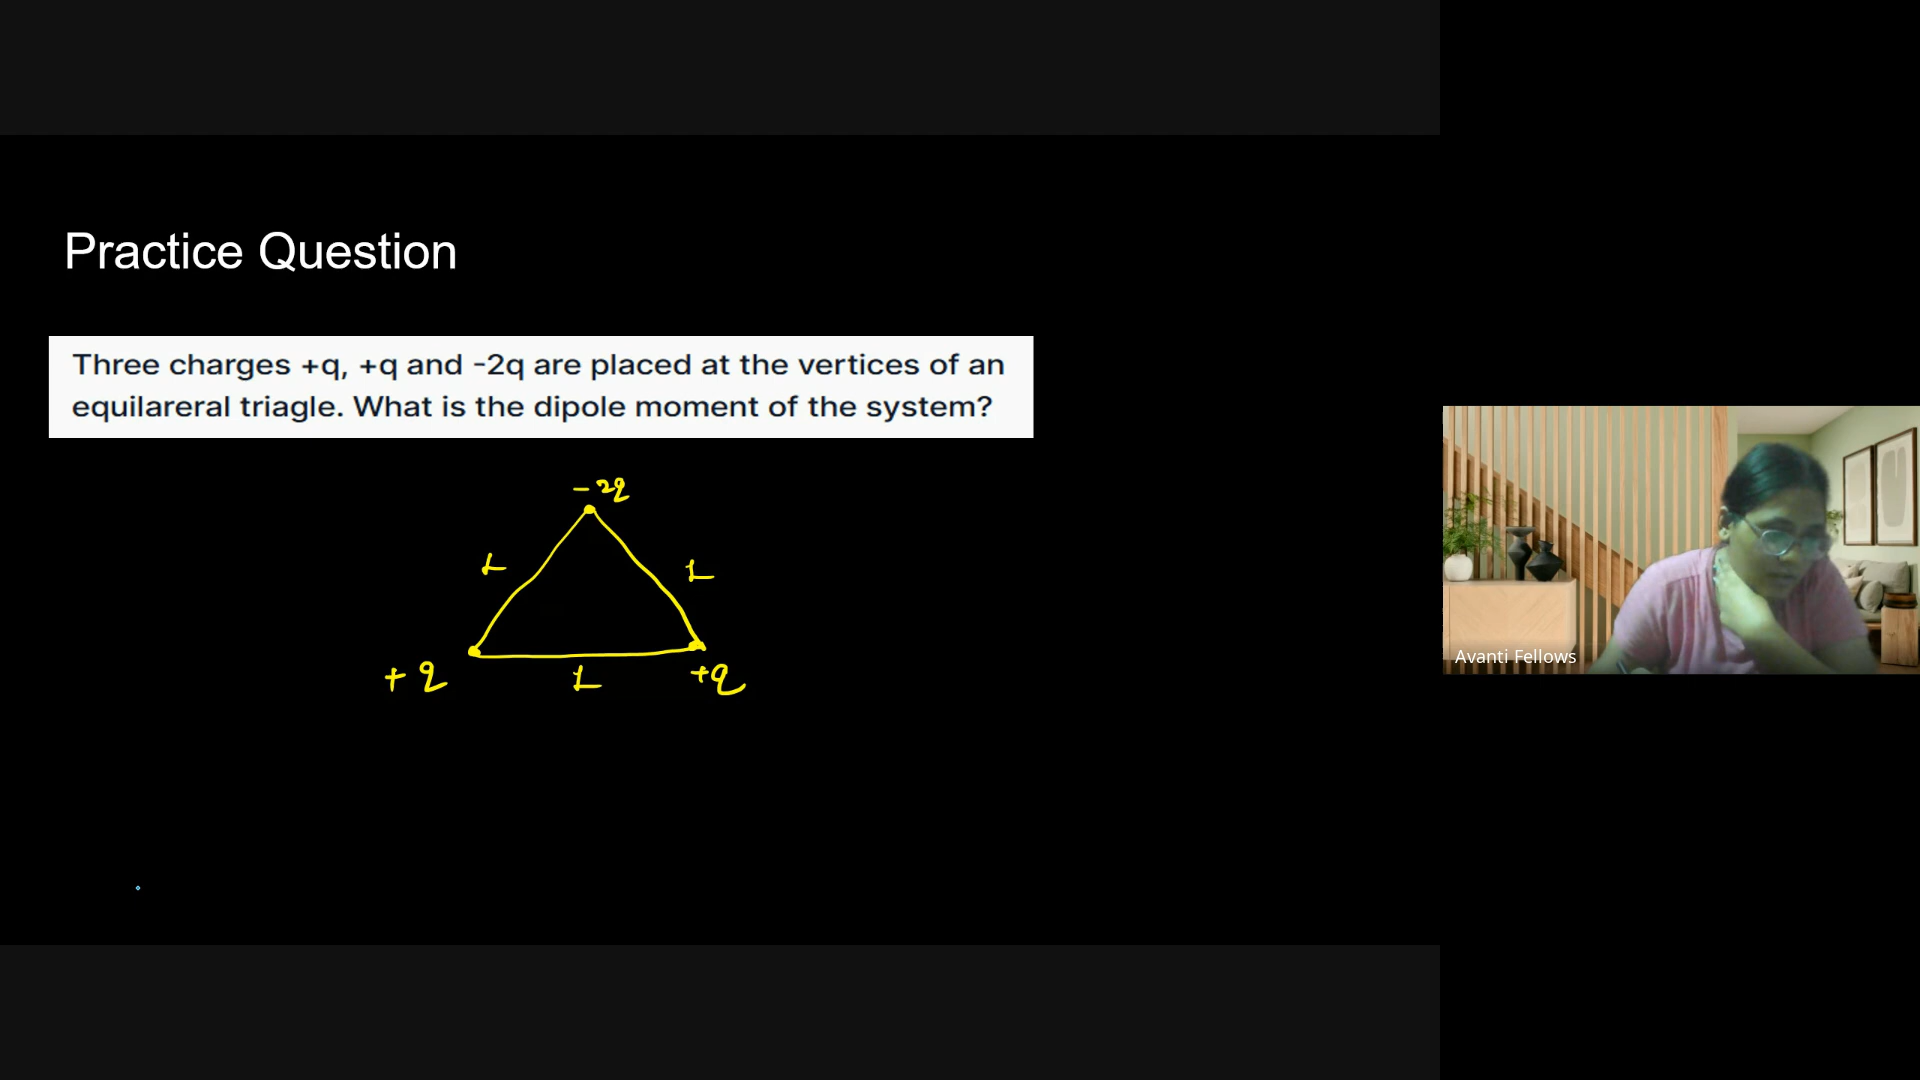 Practice Question
Three charges +q, +q and -2q are placed at the vertices of an
equilareral triagle. What is the dipole moment of the system?
-2q
L
L
+q
L
+q
Avanti Fellows